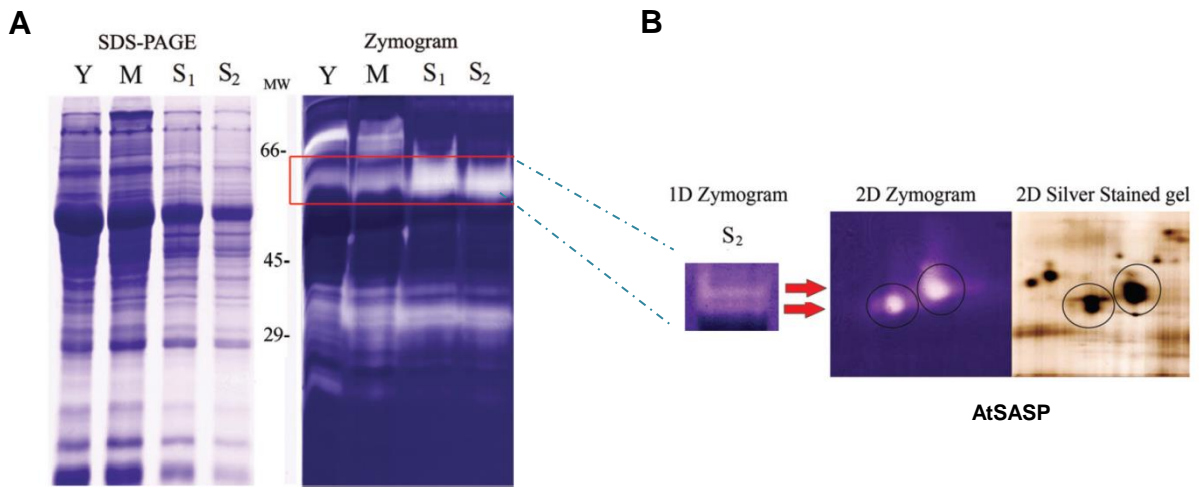 A
SDS-PAGE
Y M S1 S2
MW
66-
45-
29-
Zymogram
Y M S1 S2
B
1D Zymogram
S2
2D Zymogram
2D Silver Stained gel
AtSASP